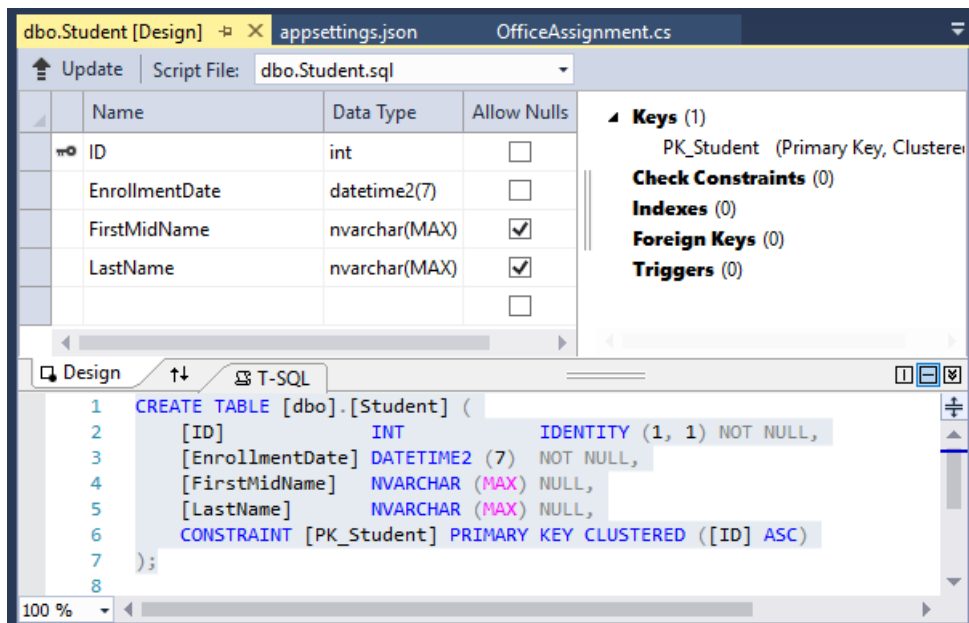 dbo.Student [Design] appsettings.json OfficeAssignment.cs
Update Script File: dbo.Student.sql
Name Data Type Allow Nulls
ID int
EnrollmentDate datetime2(7)
FirstMidName nvarchar(MAX)
LastName nvarchar(MAX)
Keys (1)
PK_Student (Primary Key, Clustere
Check Constraints (0)
Indexes (0)
Foreign Keys (0)
Triggers (0)
Design T-SQL
1 CREATE TABLE [dbo].[Student] (
2 [ID] INT IDENTITY (1, 1) NOT NULL,
3 [EnrollmentDate] DATETIME2 (7) NOT NULL,
4 [FirstMidName] NVARCHAR (MAX) NULL,
5 [LastName] NVARCHAR (MAX) NULL,
6 CONSTRAINT [PK_Student] PRIMARY KEY CLUSTERED ([ID] ASC)
7 );
8
100 %